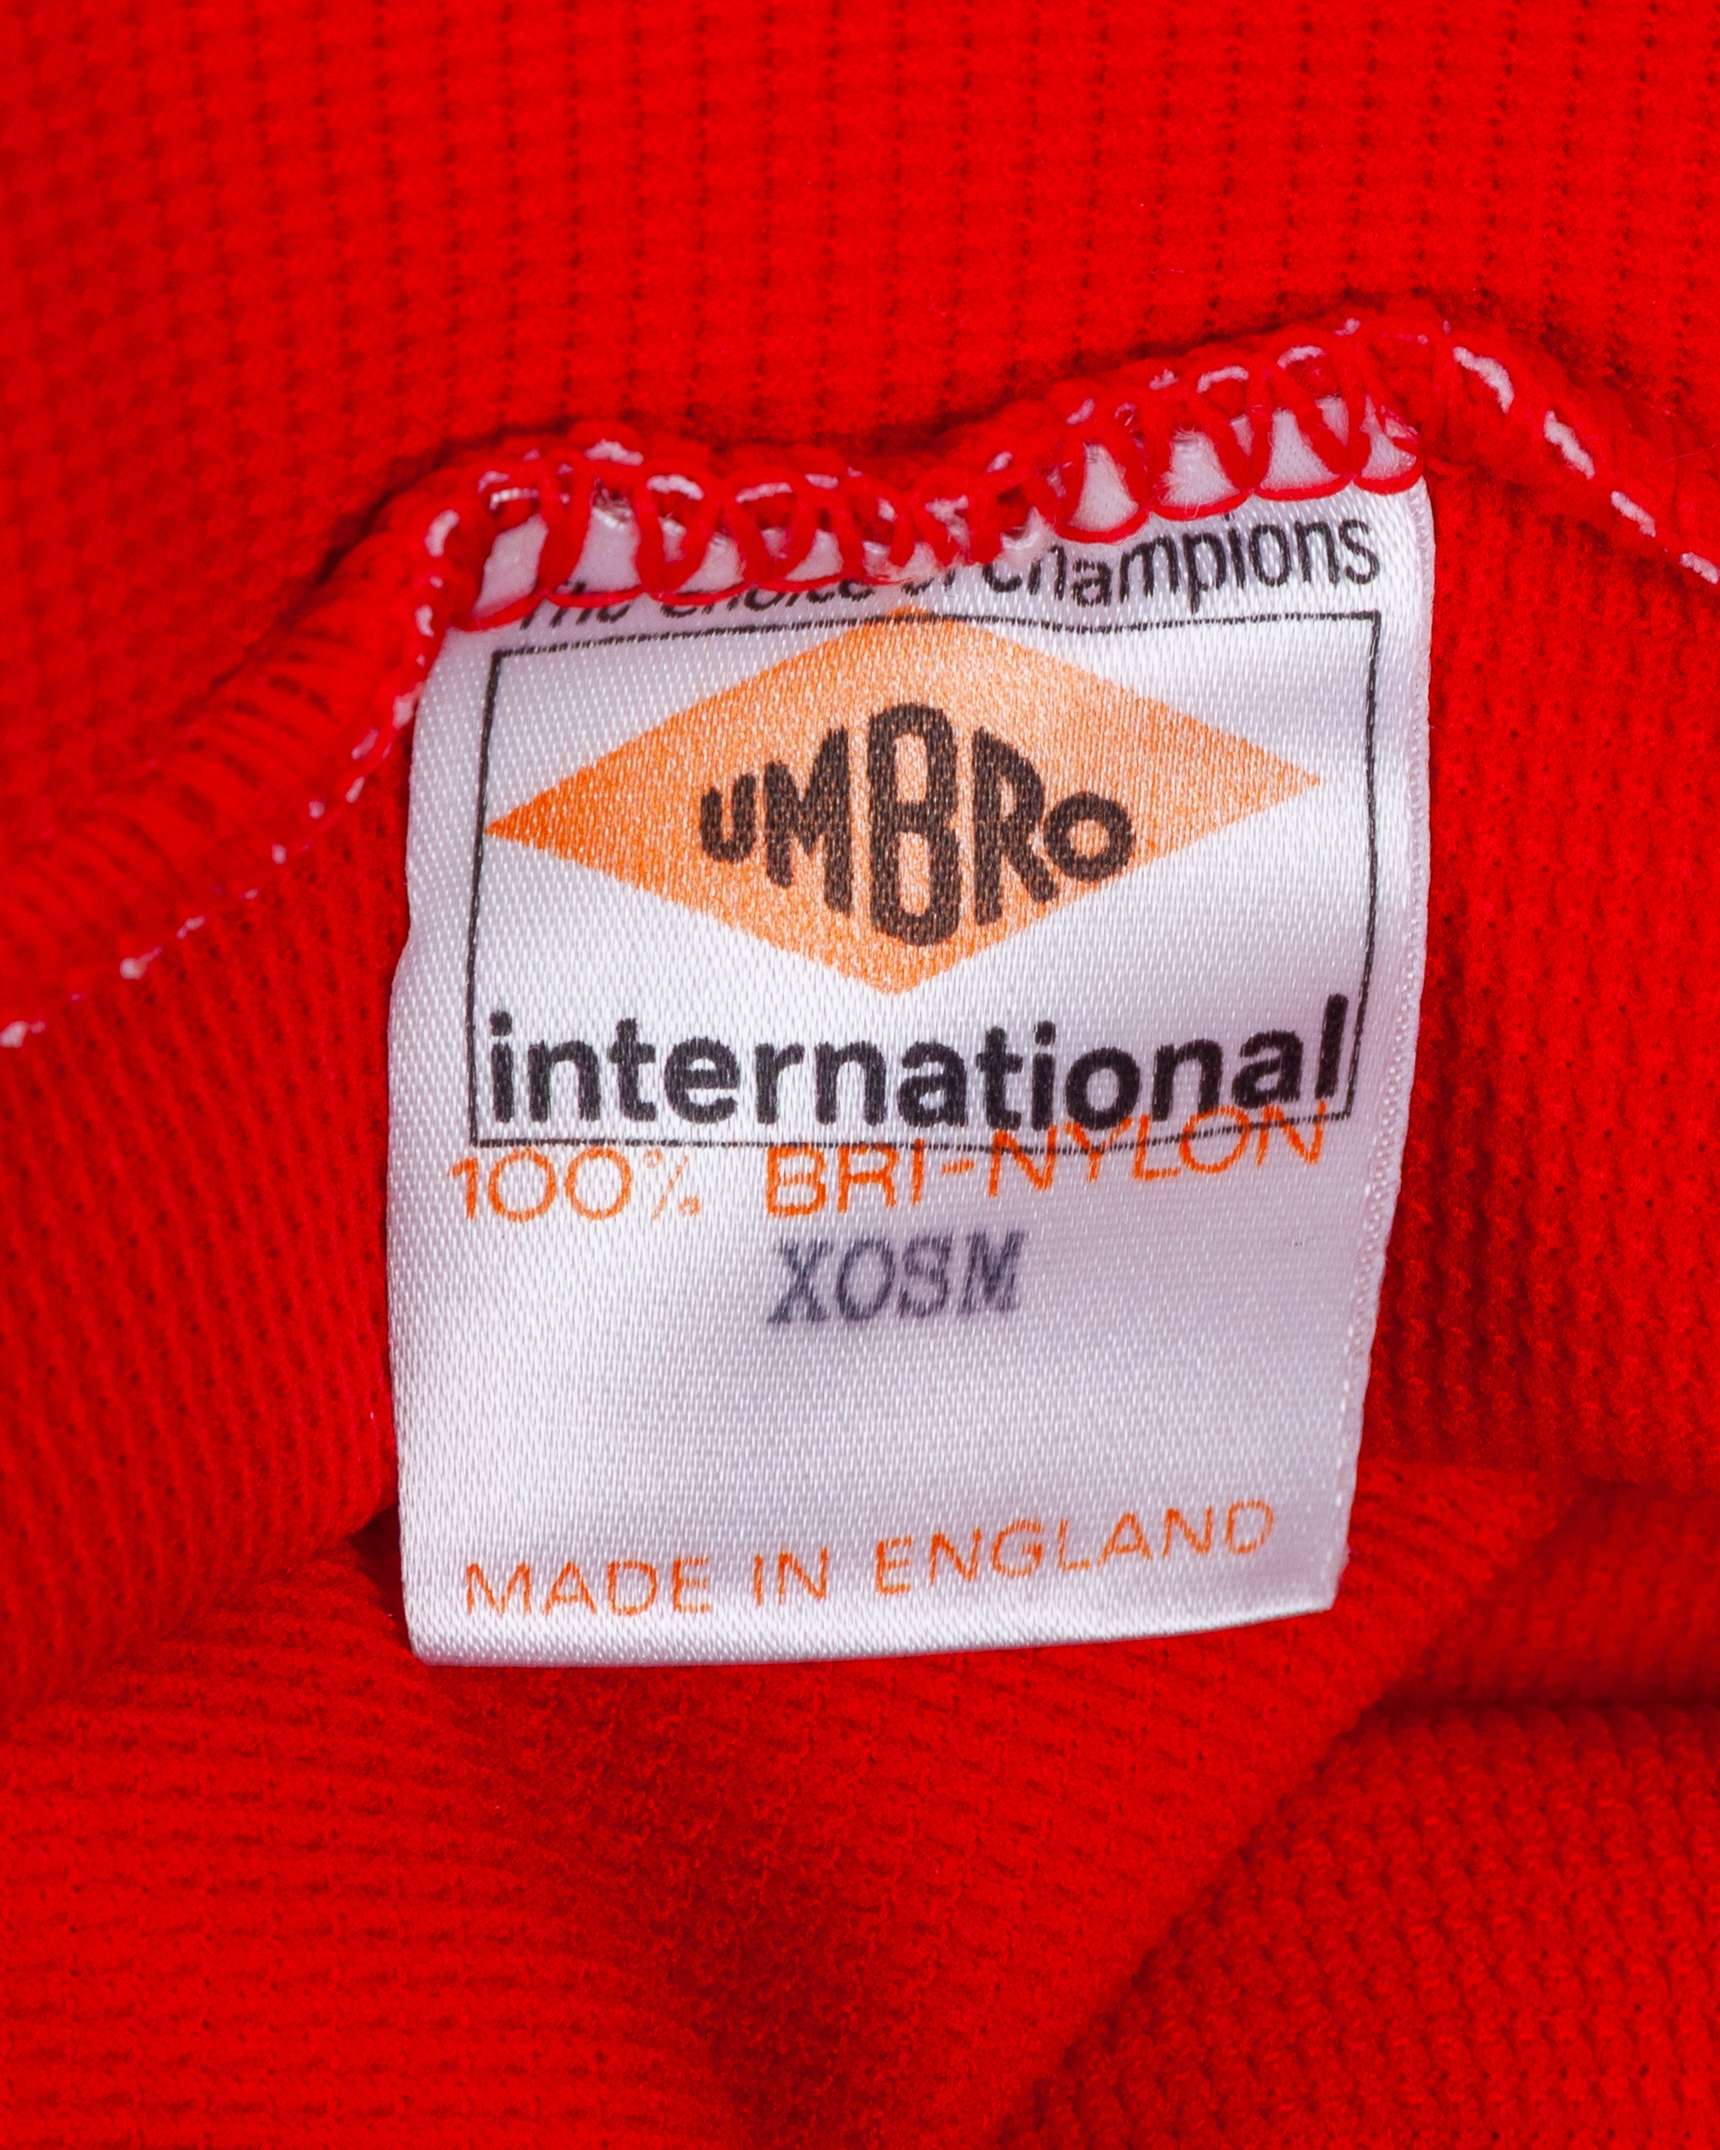 The choice of champions
UMBRO
international
100% BRI-NYLON
XOSM
MADE IN ENGLAND